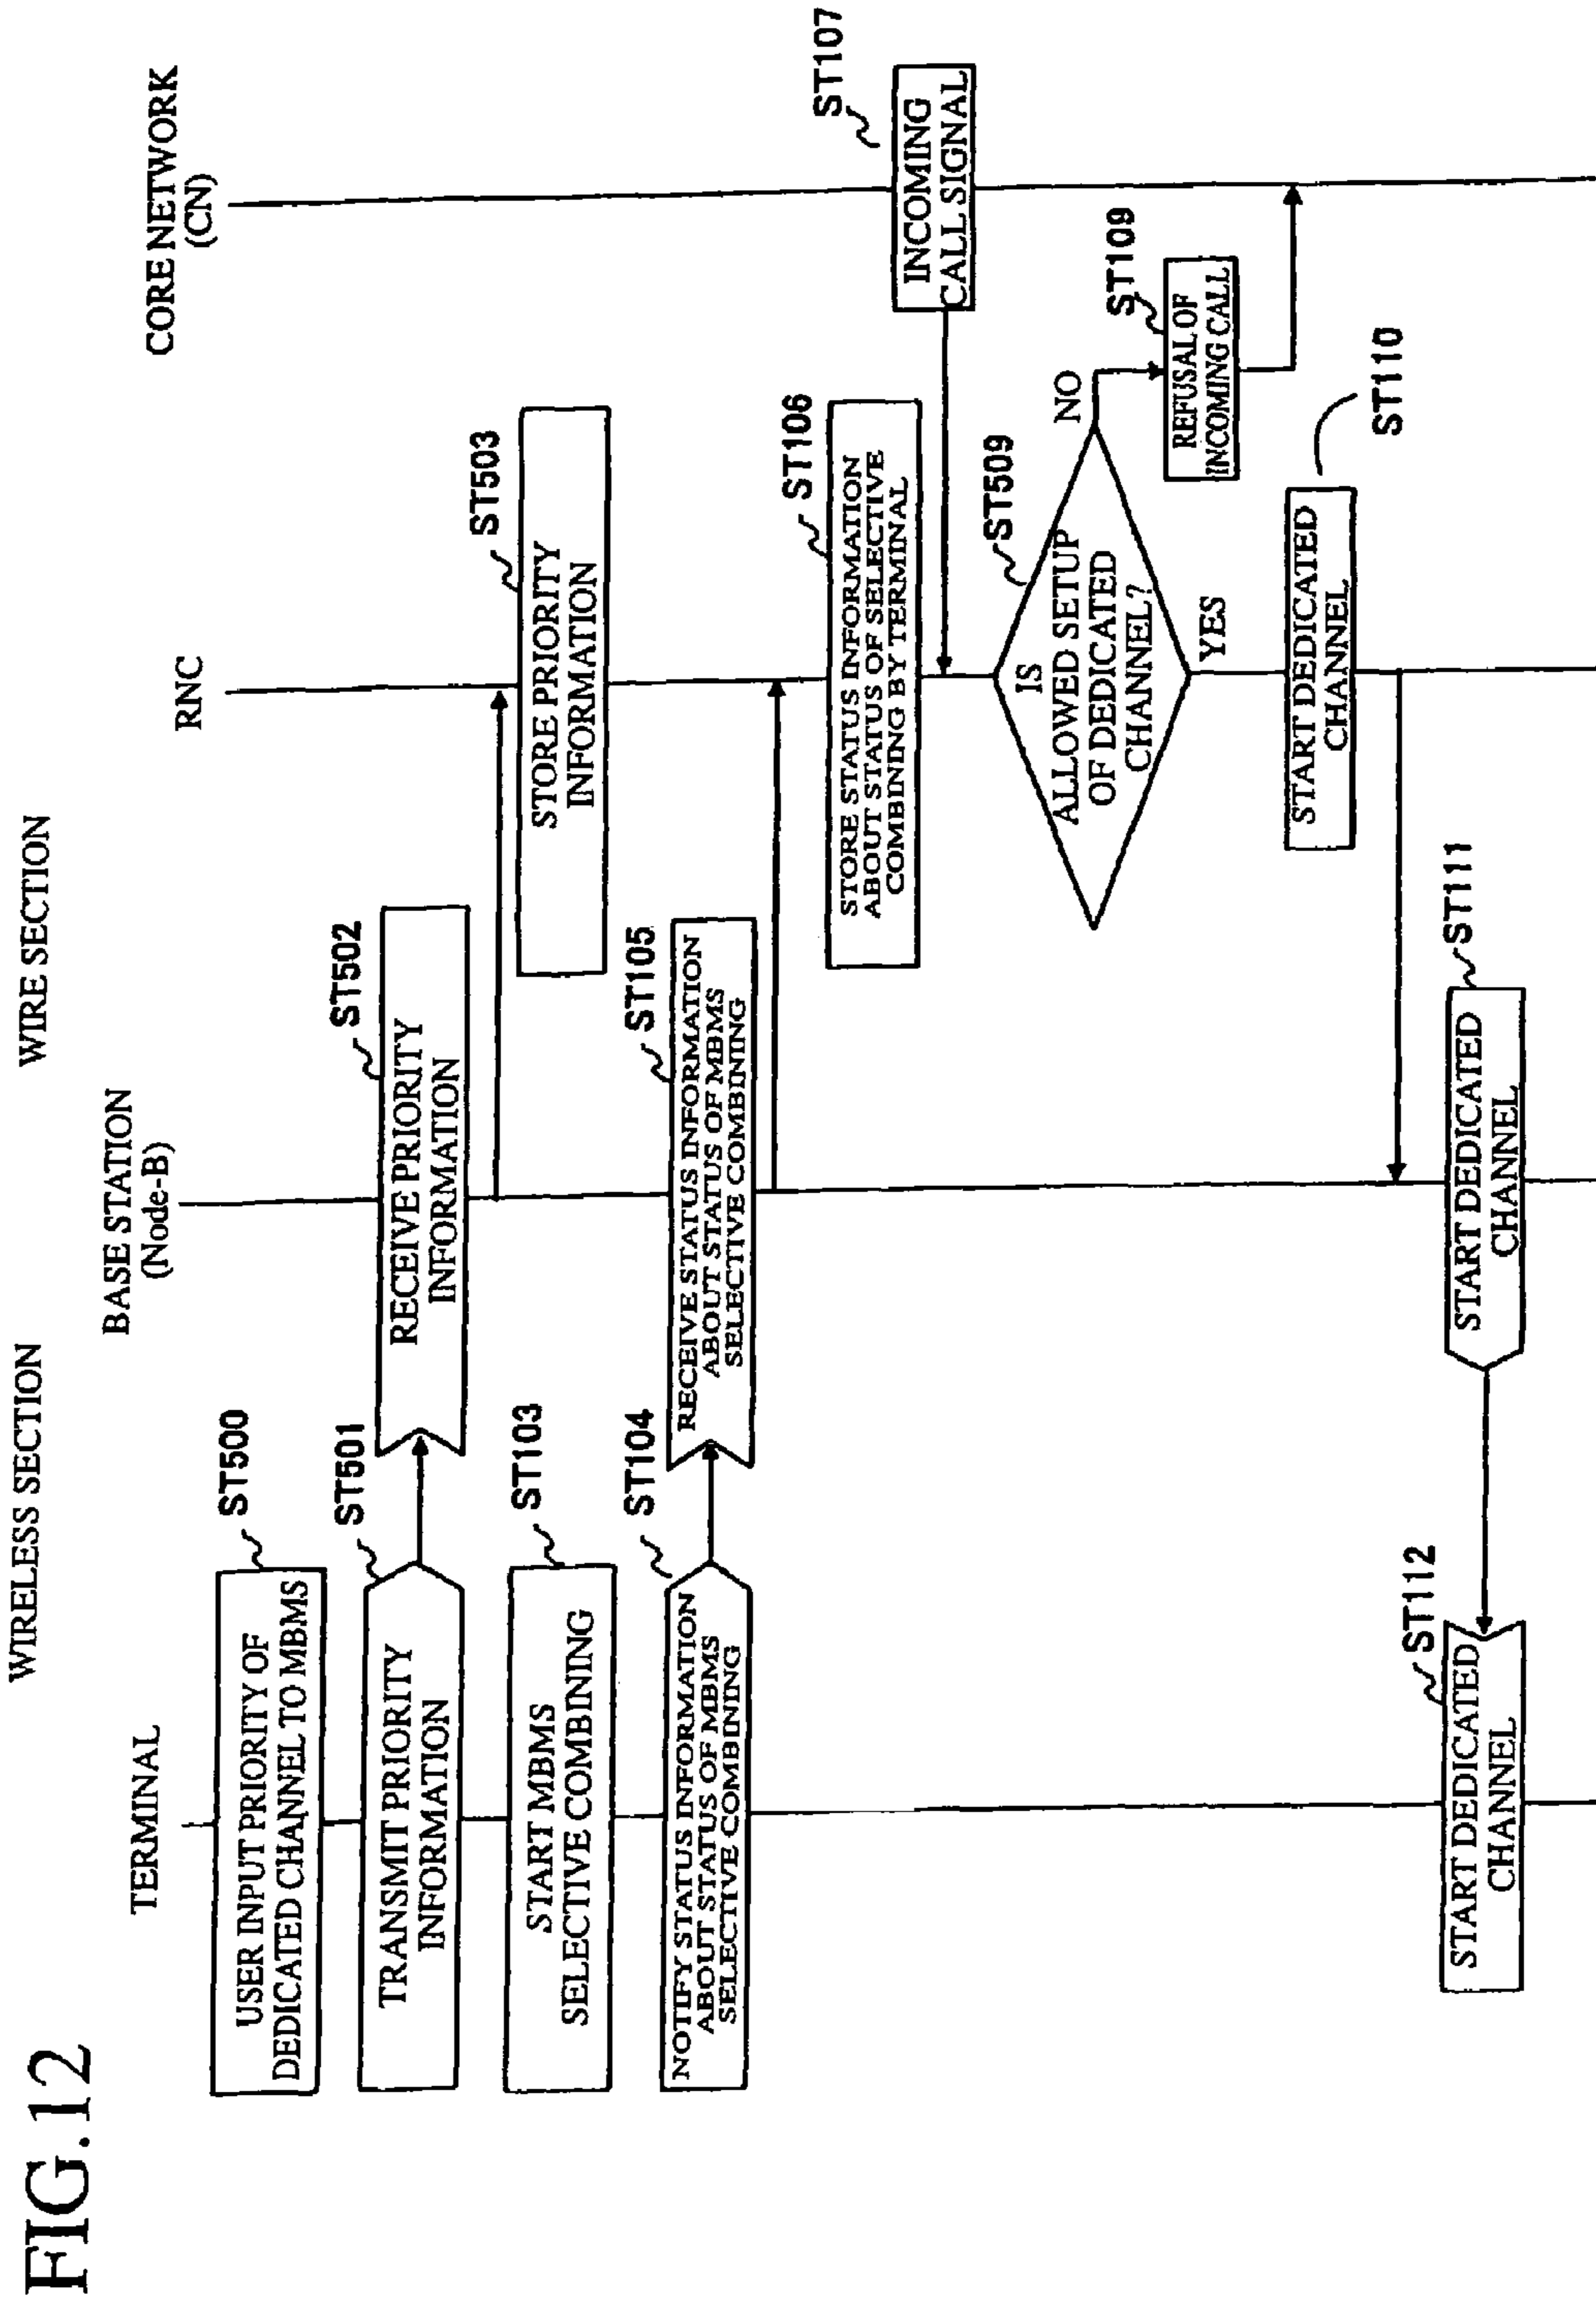 FIG.12
WIRELESS SECTION
WIRE SECTION
TERMINAL
BASE STATION
(Node-B)
RNC
CORE NETWORK
(CN)
ST500
USER INPUT PRIORITY OF
DEDICATED CHANNEL TO MBMS
ST501
TRANSMIT PRIORITY
INFORMATION
ST502
RECEIVE PRIORITY
INFORMATION
ST503
STORE PRIORITY
INFORMATION
ST103
START MBMS
SELECTIVE COMBINING
ST104
NOTIFY STATUS INFORMATION
ABOUT STATUS OF MBMS
SELECTIVE COMBINING
ST105
RECEIVE STATUS INFORMATION
ABOUT STATUS OF MBMS
SELECTIVE COMBINING
ST106
STORE STATUS INFORMATION
ABOUT STATUS OF SELECTIVE
COMBINING BY TERMINAL
ST107
INCOMING
CALL SIGNAL
ST509
IS
ALLOWED SETUP
OF DEDICATED
CHANNEL?
NO
YES
ST109
REFUSAL OF
INCOMING CALL
ST110
START DEDICATED
CHANNEL
ST111
START DEDICATED
CHANNEL
ST112
START DEDICATED
CHANNEL